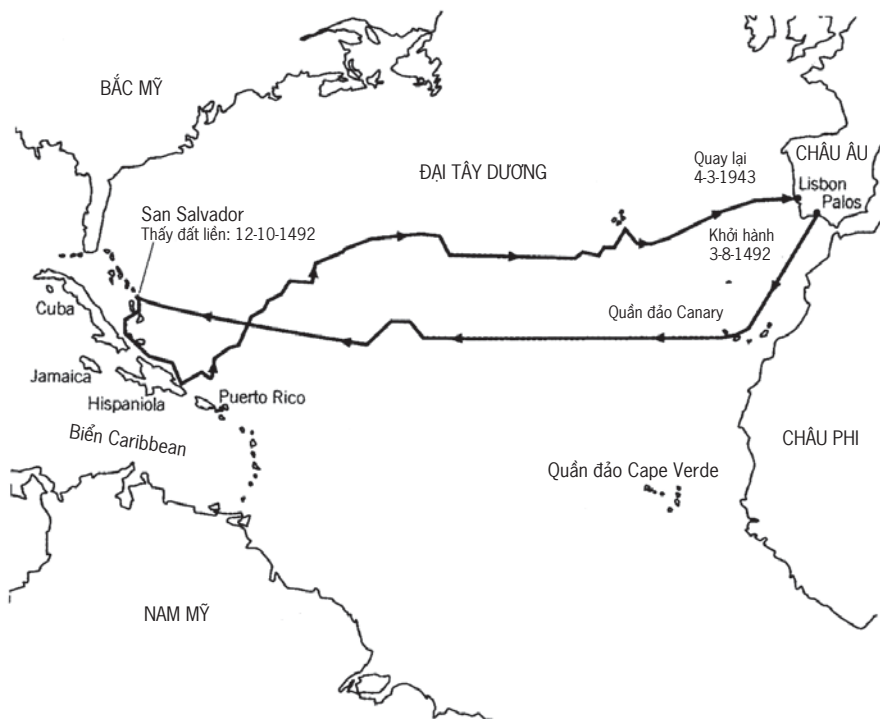 BẮC MỸ
ĐẠI TÂY DƯƠNG
Quay lại
4-3-1943
CHÂU ÂU
Lisbon
Palos
San Salvador
Thấy đất liền: 12-10-1492
Khởi hành
3-8-1492
Cuba
Quần đảo Canary
Jamaica
Hispaniola
Puerto Rico
Biển Caribbean
CHÂU PHI
Quần đảo Cape Verde
NAM MỸ